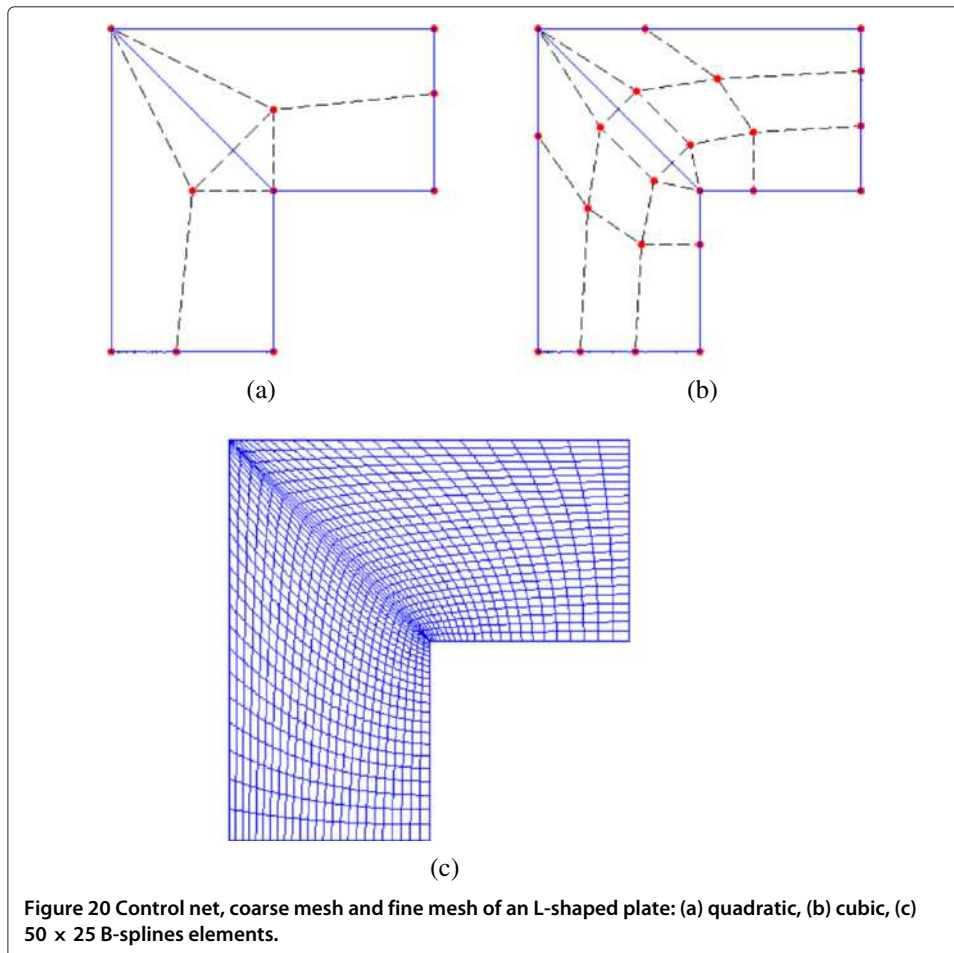 (a)
(b)
(c)
Figure 20 Control net, coarse mesh and fine mesh of an L-shaped plate: (a) quadratic, (b) cubic, (c)
50 × 25 B-splines elements.